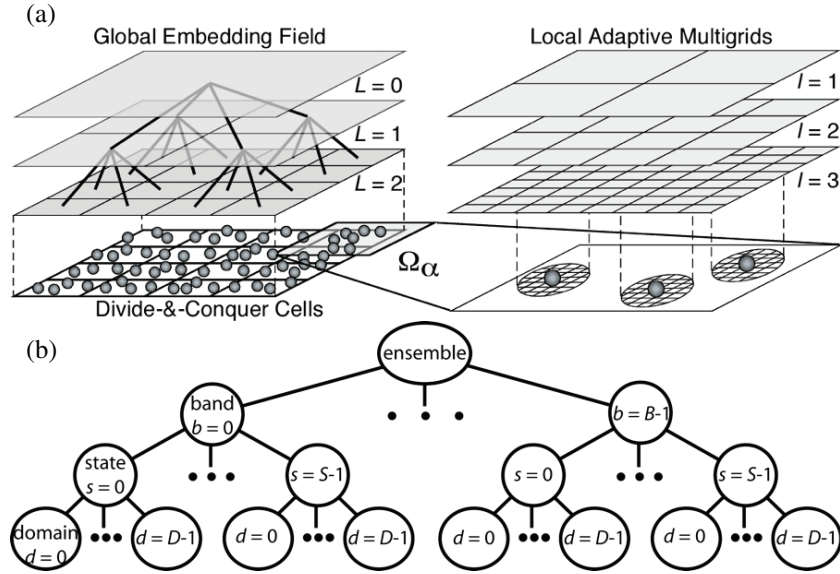 (a)
Global Embedding Field
Local Adaptive Multigrids
L = 0
L = 1
L = 2
l = 1
l = 2
l = 3
Ωα
Divide-&-Conquer Cells
(b)
ensemble
band
b = 0
b = B-1
state
s = 0
s = S-1
s = 0
s = S-1
domain
d = 0
d = D-1
d = 0
d = D-1
d = 0
d = D-1
d = 0
d = D-1